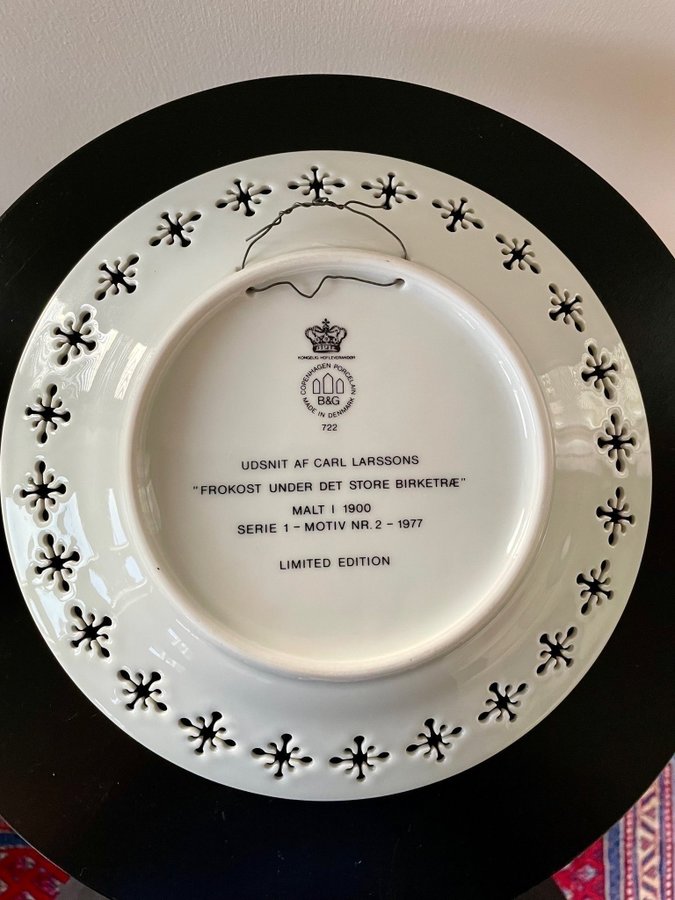 KONGELIG HOFLEVERANDØR
COPENHAGEN PORCELAIN
B&G
MADE IN DENMARK
722
UDSNIT AF CARL LARSSONS
"FROKOST UNDER DET STORE BIRKETRÆ"
MALT I 1900
SERIE 1 – MOTIV NR. 2 – 1977
LIMITED EDITION